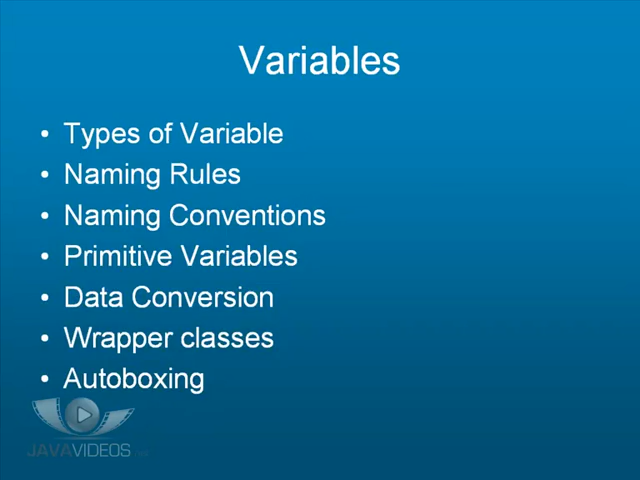 Variables
• Types of Variable
• Naming Rules
• Naming Conventions
• Primitive Variables
• Data Conversion
• Wrapper classes
• Autoboxing
JAVAVIDEOS